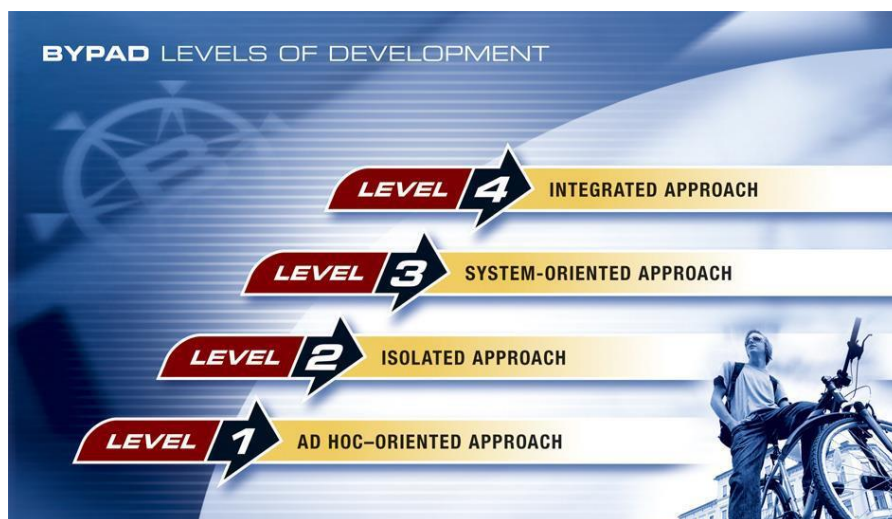 BYPAD LEVELS OF DEVELOPMENT
LEVEL 4 INTEGRATED APPROACH
LEVEL 3 SYSTEM-ORIENTED APPROACH
LEVEL 2 ISOLATED APPROACH
LEVEL 1 AD HOC–ORIENTED APPROACH